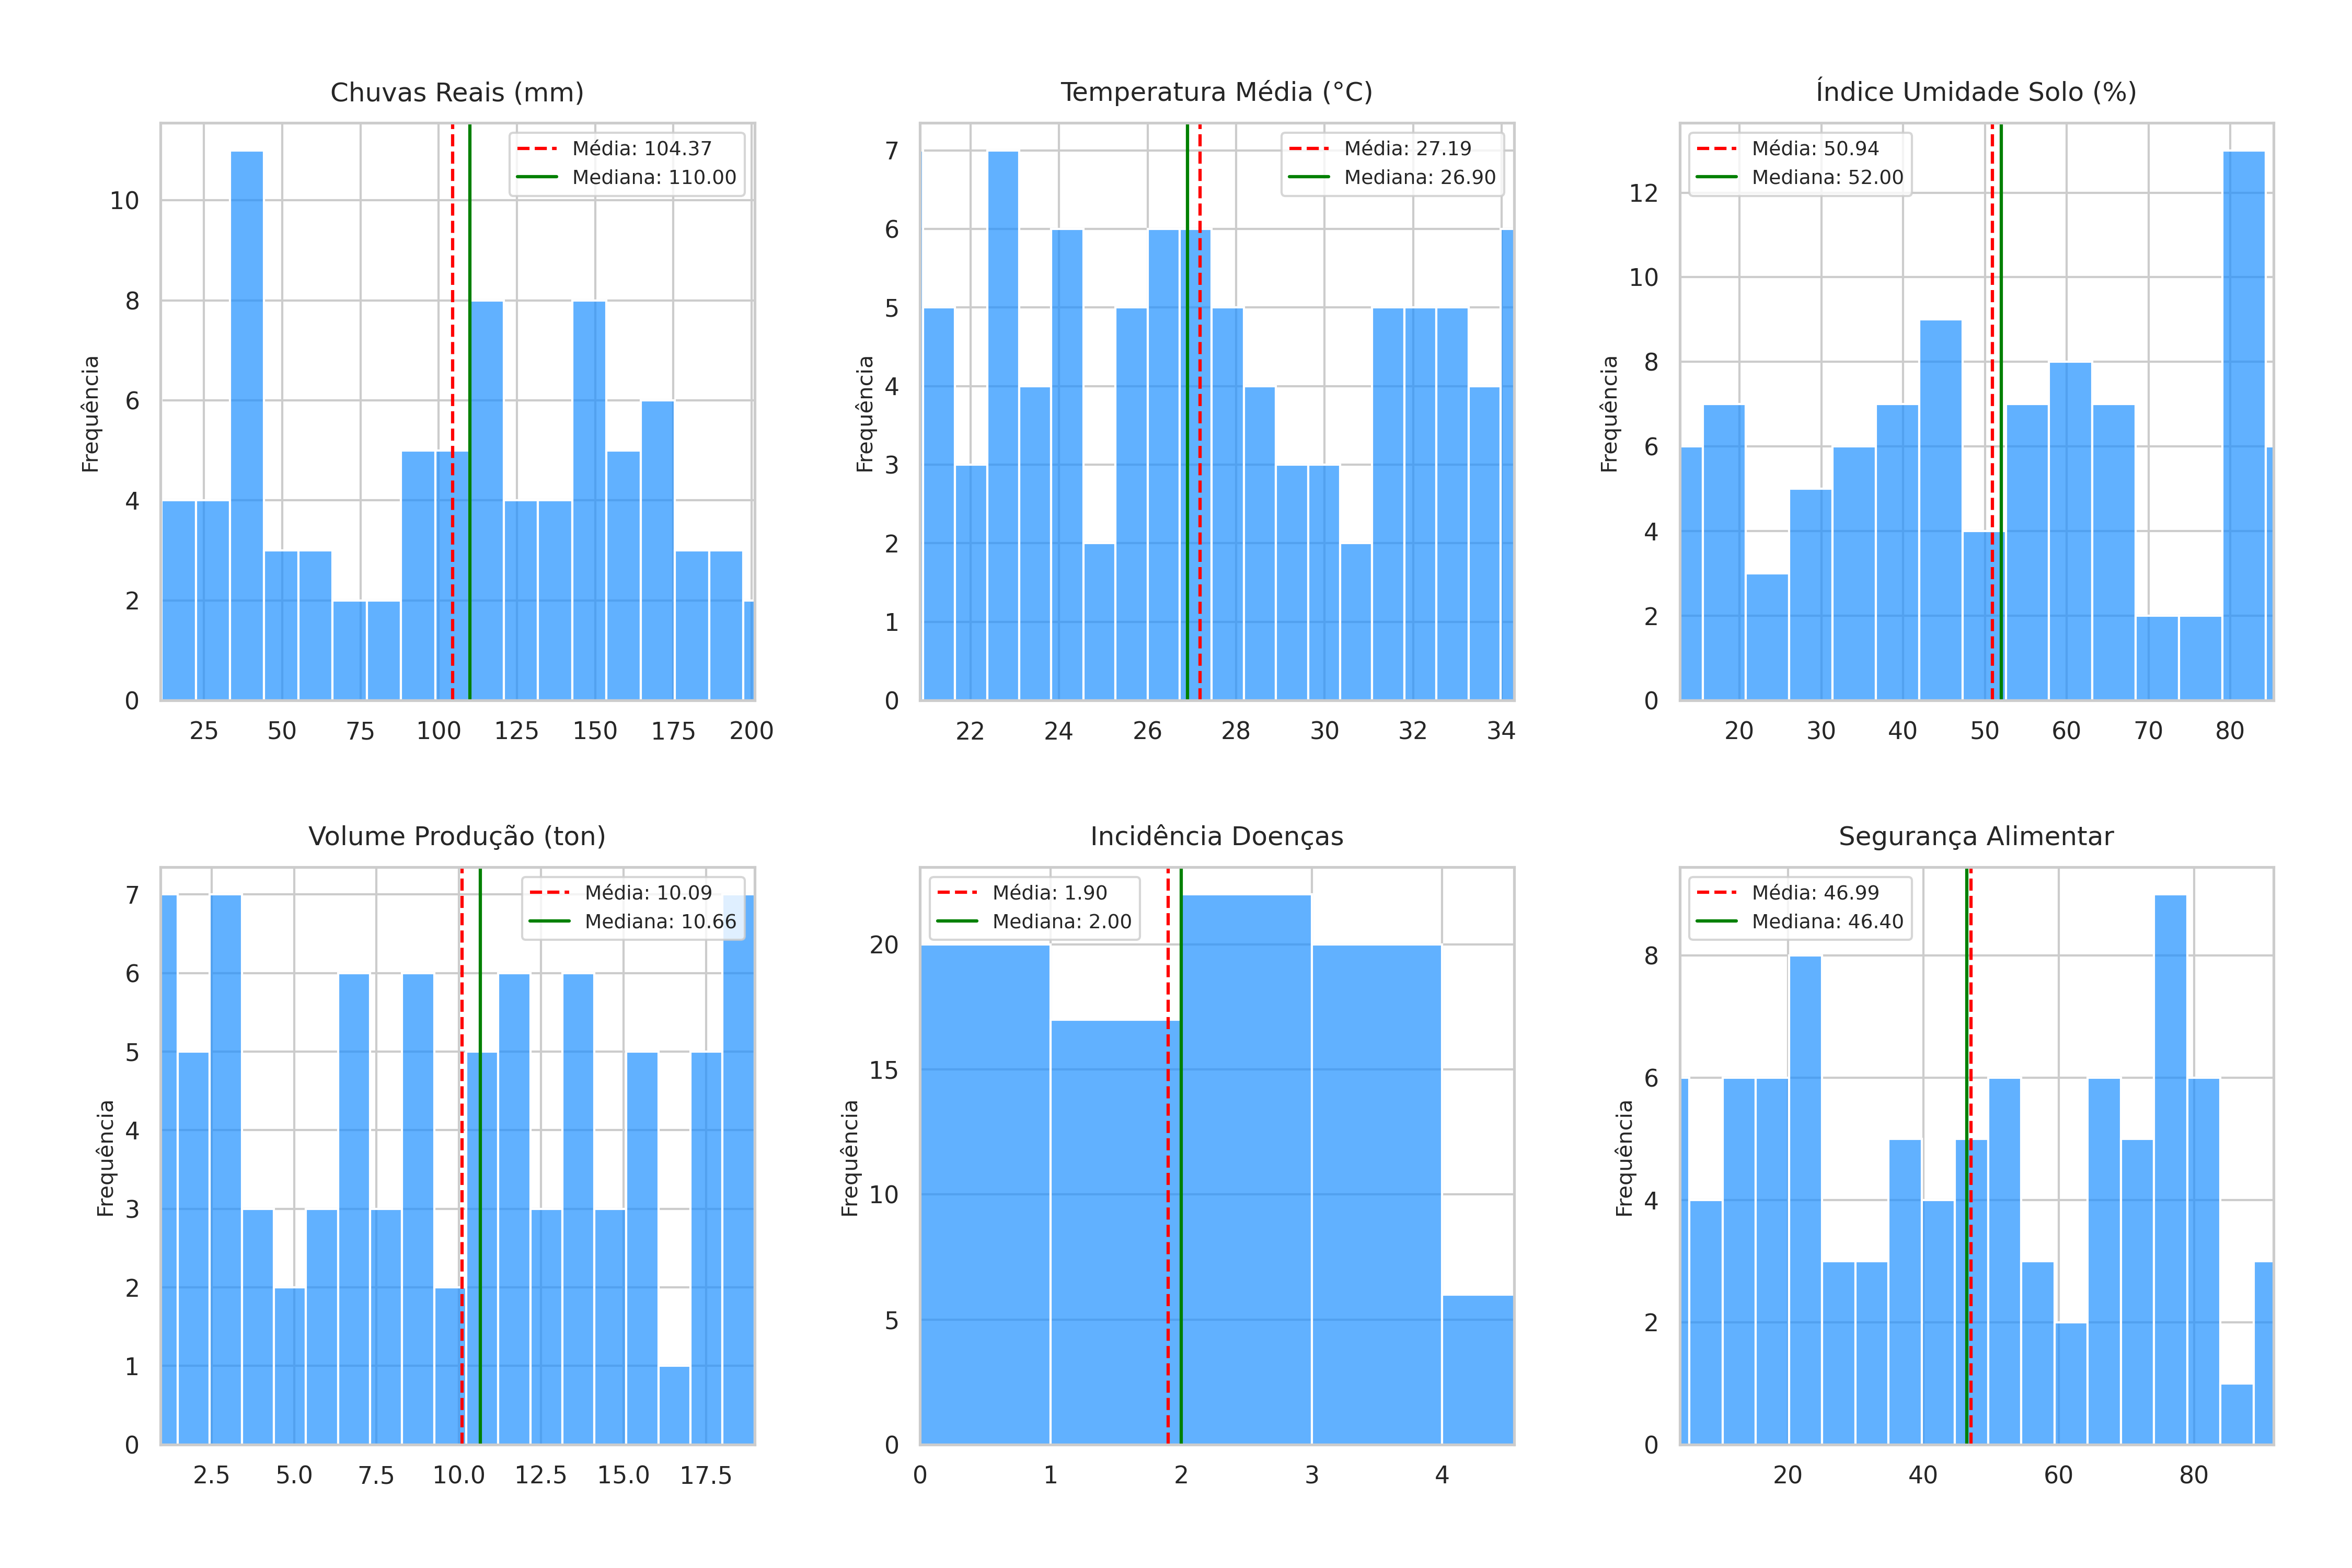 Chuvas Reais (mm)
Média: 104.37
Mediana: 110.00
Frequência
10
8
6
4
2
0
25 50 75 100 125 150 175 200
Temperatura Média (°C)
Média: 27.19
Mediana: 26.90
Frequência
7
6
5
4
3
2
1
0
22 24 26 28 30 32 34
Índice Umidade Solo (%)
Média: 50.94
Mediana: 52.00
Frequência
12
10
8
6
4
2
0
20 30 40 50 60 70 80
Volume Produção (ton)
Média: 10.09
Mediana: 10.66
Frequência
7
6
5
4
3
2
1
0
2.5 5.0 7.5 10.0 12.5 15.0 17.5
Incidência Doenças
Média: 1.90
Mediana: 2.00
Frequência
20
15
10
5
0
0 1 2 3 4
Segurança Alimentar
Média: 46.99
Mediana: 46.40
Frequência
8
6
4
2
0
20 40 60 80